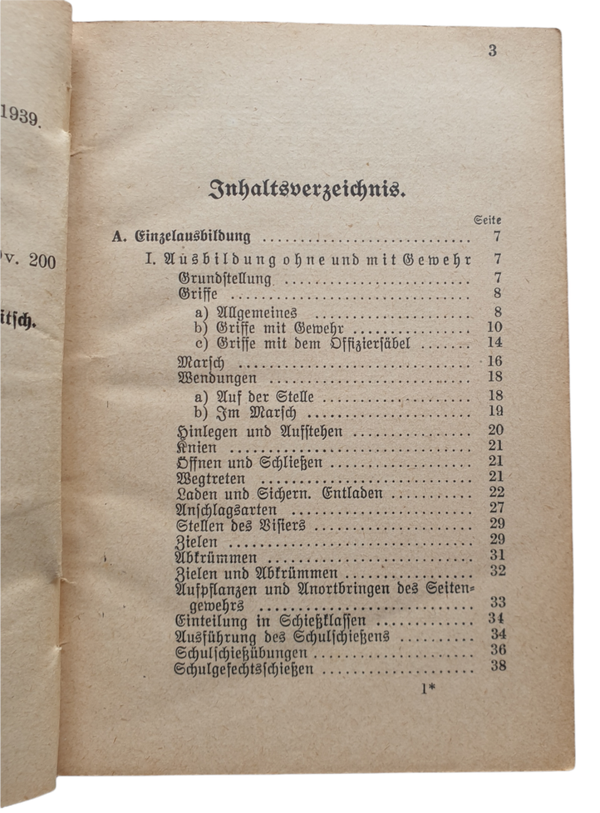 1939.
Dv. 200
itsch.
3
Inhaltsverzeichnis.
Seite
A. Einzelausbildung ........................ 7
I. Ausbildung ohne und mit Gewehr 7
Grundstellung ........................ 7
Griffe ........................ 8
a) Allgemeines ........................ 8
b) Griffe mit Gewehr ............... 10
c) Griffe mit dem Offiziersäbel ...... 14
Marsch ........................ 16
Wendungen ........................ 18
a) Auf der Stelle .................. 18
b) Im Marsch ..................... 19
Hinlegen und Aufstehen ............... 20
Knien ........................ 21
Öffnen und Schließen ................. 21
Wegtreten ........................ 21
Laden und Sichern. Entladen .......... 22
Anschlagsarten ........................ 27
Stellen des Visiers ................... 29
Zielen ........................ 29
Abkrümmen ........................ 31
Zielen und Abkrümmen ................ 32
Aufpflanzen und Anortbringen des Seiten-
gewehrs ........................ 33
Einteilung in Schießklassen ............. 34
Ausführung des Schulschießens ......... 34
Schulschießübungen ................... 36
Schulgefechtsschießen .................. 38
1*